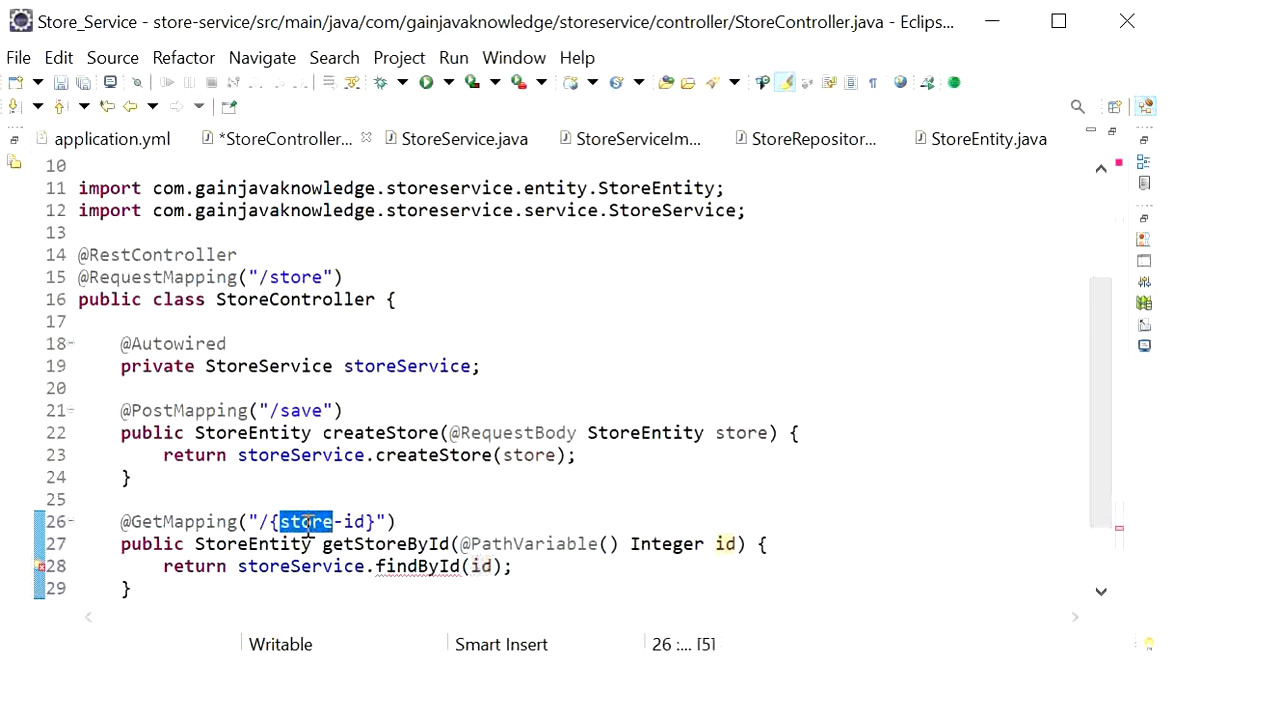 Store_Service - store-service/src/main/java/com/gainjavaknowledge/storeservice/controller/StoreController.java - Eclips...
File Edit Source Refactor Navigate Search Project Run Window Help
application.yml *StoreController... StoreService.java StoreServiceIm... StoreRepositor... StoreEntity.java
10
11 import com.gainjavaknowledge.storeservice.entity.StoreEntity;
12 import com.gainjavaknowledge.storeservice.service.StoreService;
13
14 @RestController
15 @RequestMapping("/store")
16 public class StoreController {
17
18 @Autowired
19 private StoreService storeService;
20
21 @PostMapping("/save")
22 public StoreEntity createStore(@RequestBody StoreEntity store) {
23 return storeService.createStore(store);
24 }
25
26 @GetMapping("/{store-id}")
27 public StoreEntity getStoreById(@PathVariable() Integer id) {
28 return storeService.findById(id);
29 }
Writable Smart Insert 26 :... [5]